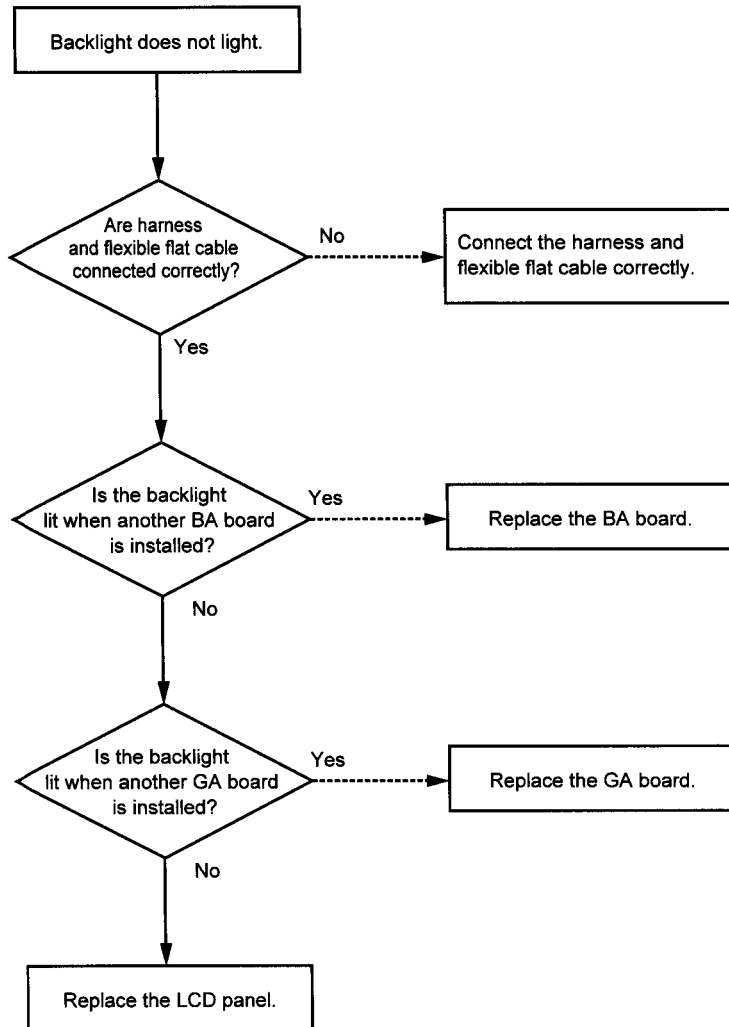 Backlight does not light.
Are harness
and flexible flat cable
connected correctly?
No
Connect the harness and
flexible flat cable correctly.
Yes
Is the backlight
lit when another BA board
is installed?
Yes
Replace the BA board.
No
Is the backlight
lit when another GA board
is installed?
Yes
Replace the GA board.
No
Replace the LCD panel.